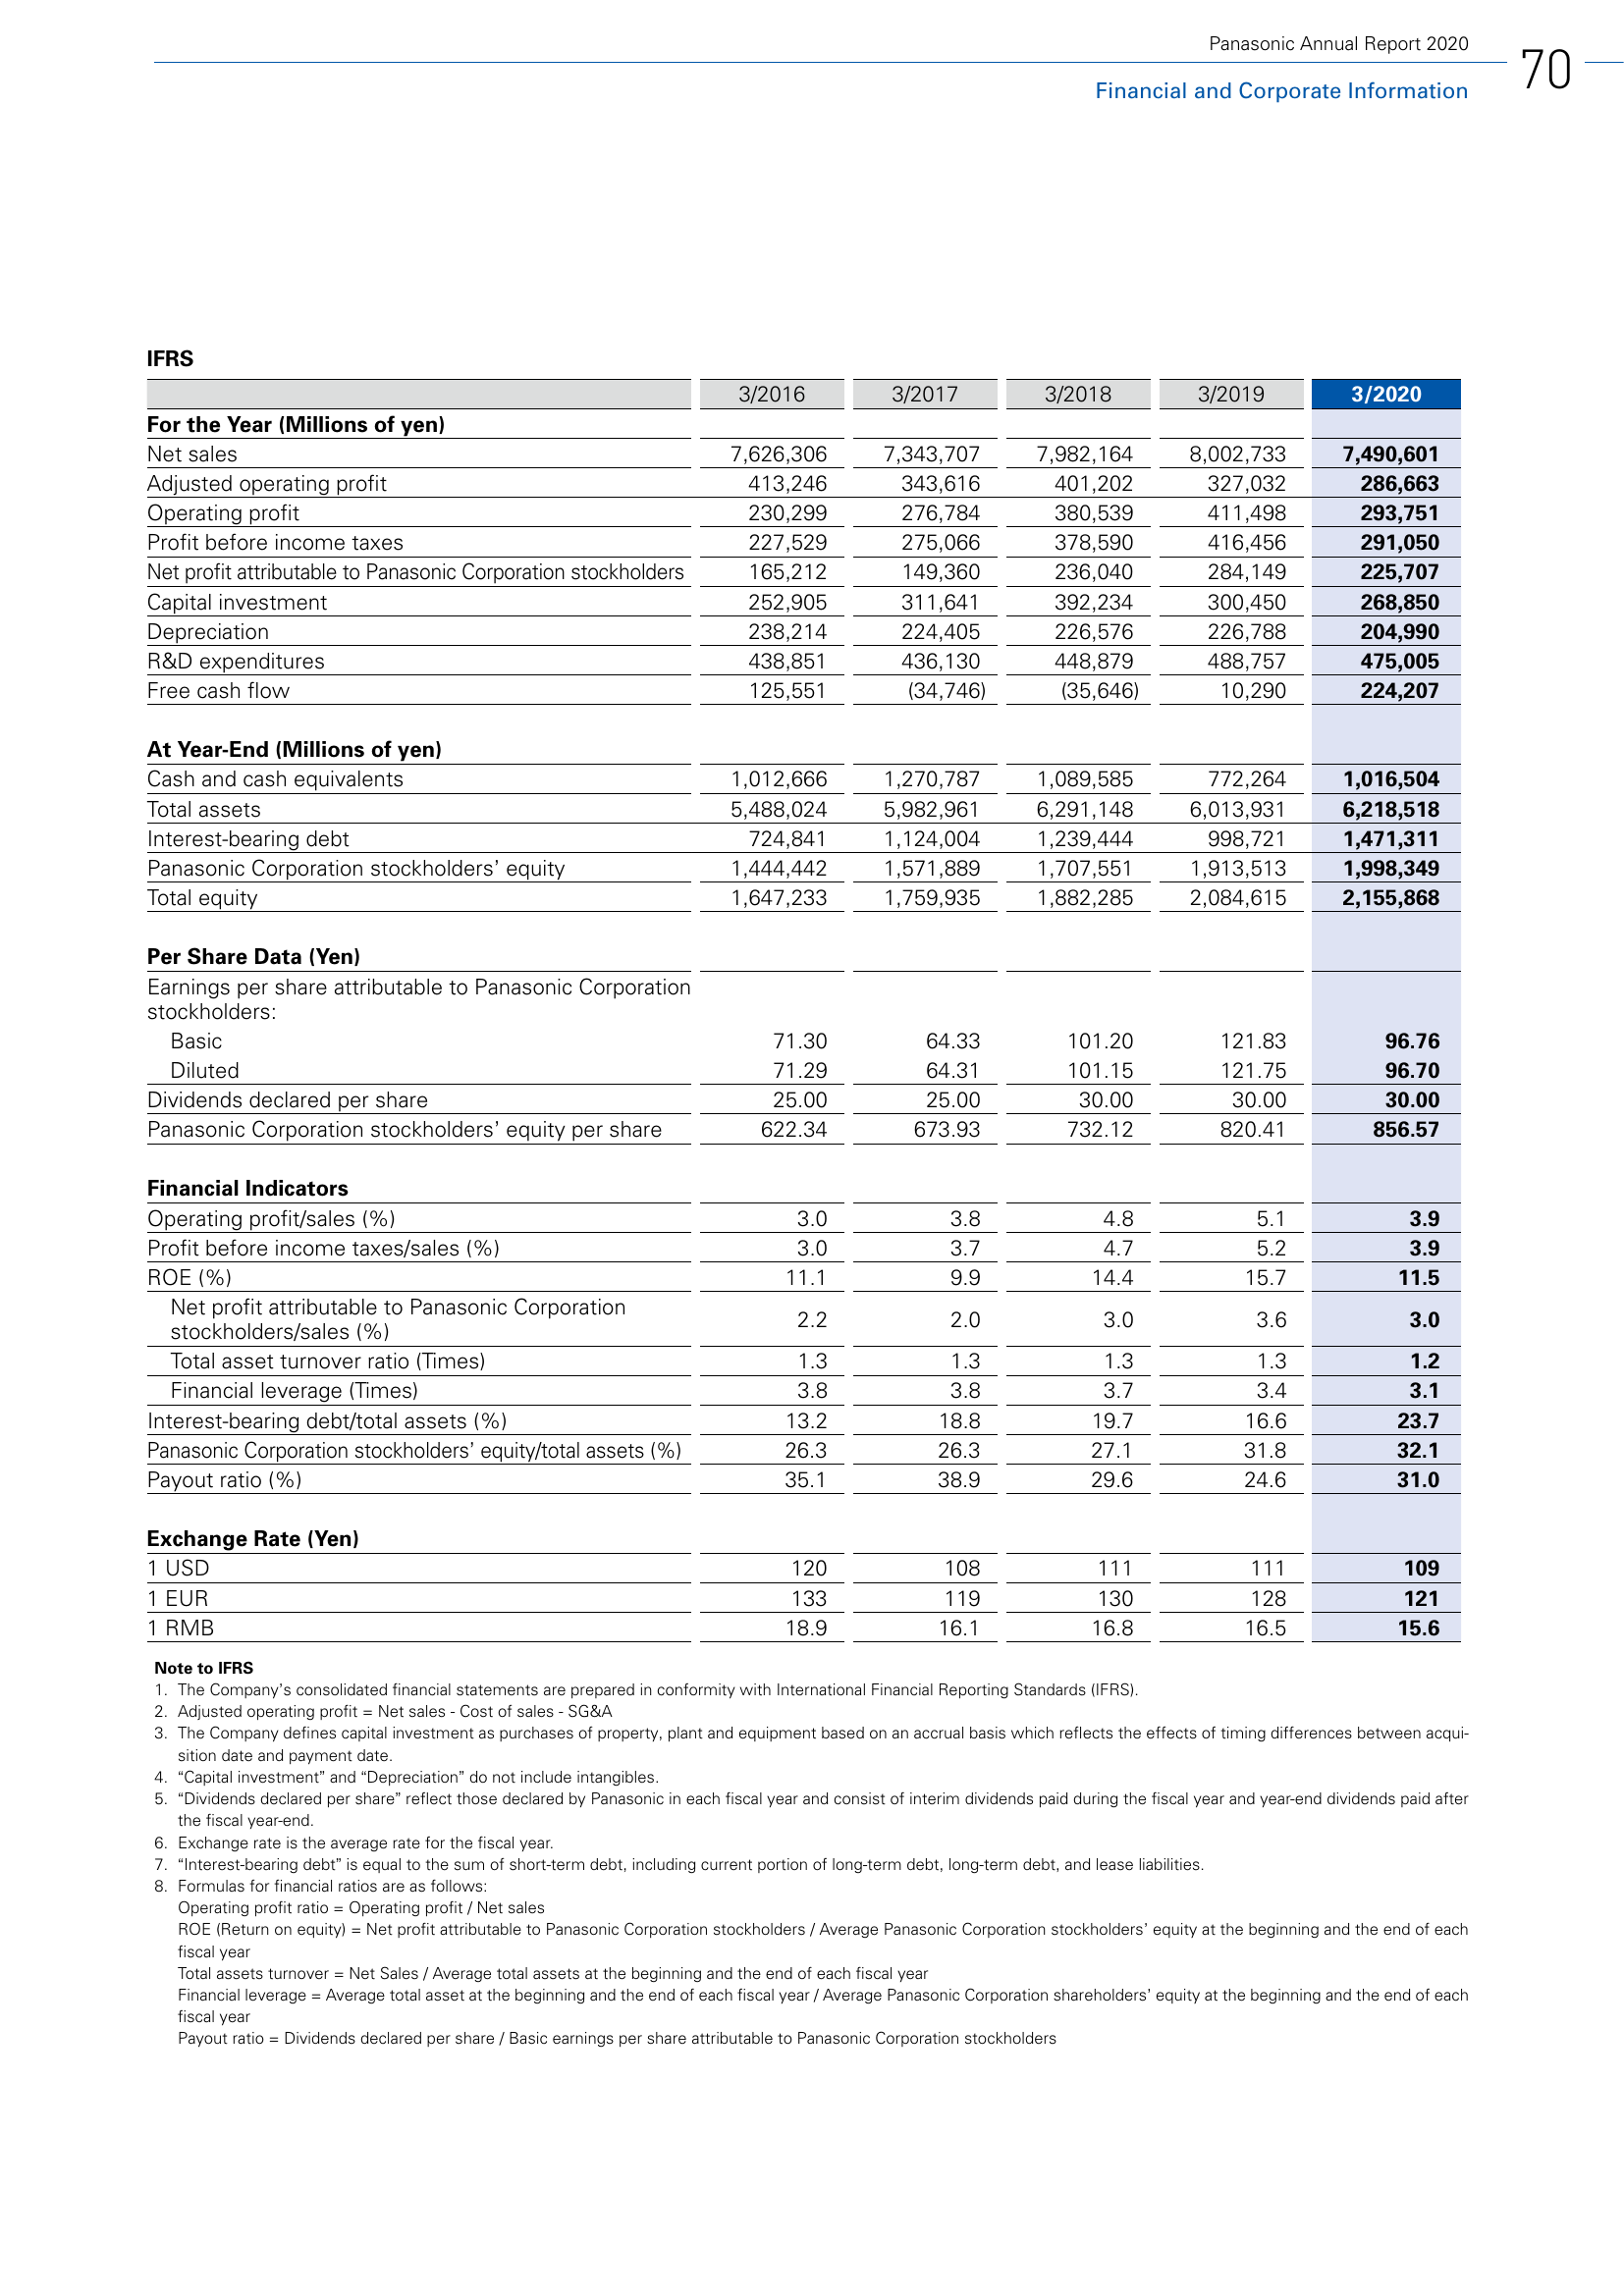 Panasonic Annual Report 2020
70
Financial and Corporate Information
IFRS
3/2016 3/2017 3/2018 3/2019 3/2020
For the Year (Millions of yen)
Net sales 7,626,306 7,343,707 7,982,164 8,002,733 7,490,601
Adjusted operating profit 413,246 343,616 401,202 327,032 286,663
Operating profit 230,299 276,784 380,539 411,498 293,751
Profit before income taxes 227,529 275,066 378,590 416,456 291,050
Net profit attributable to Panasonic Corporation stockholders 165,212 149,360 236,040 284,149 225,707
Capital investment 252,905 311,641 392,234 300,450 268,850
Depreciation 238,214 224,405 226,576 226,788 204,990
R&D expenditures 438,851 436,130 448,879 488,757 475,005
Free cash flow 125,551 (34,746) (35,646) 10,290 224,207
At Year-End (Millions of yen)
Cash and cash equivalents 1,012,666 1,270,787 1,089,585 772,264 1,016,504
Total assets 5,488,024 5,982,961 6,291,148 6,013,931 6,218,518
Interest-bearing debt 724,841 1,124,004 1,239,444 998,721 1,471,311
Panasonic Corporation stockholders’ equity 1,444,442 1,571,889 1,707,551 1,913,513 1,998,349
Total equity 1,647,233 1,759,935 1,882,285 2,084,615 2,155,868
Per Share Data (Yen)
Earnings per share attributable to Panasonic Corporation
stockholders:
Basic 71.30 64.33 101.20 121.83 96.76
Diluted 71.29 64.31 101.15 121.75 96.70
Dividends declared per share 25.00 25.00 30.00 30.00 30.00
Panasonic Corporation stockholders’ equity per share 622.34 673.93 732.12 820.41 856.57
Financial Indicators
Operating profit/sales (%) 3.0 3.8 4.8 5.1 3.9
Profit before income taxes/sales (%) 3.0 3.7 4.7 5.2 3.9
ROE (%) 11.1 9.9 14.4 15.7 11.5
Net profit attributable to Panasonic Corporation
stockholders/sales (%) 2.2 2.0 3.0 3.6 3.0
Total asset turnover ratio (Times) 1.3 1.3 1.3 1.3 1.2
Financial leverage (Times) 3.8 3.8 3.7 3.4 3.1
Interest-bearing debt/total assets (%) 13.2 18.8 19.7 16.6 23.7
Panasonic Corporation stockholders’ equity/total assets (%) 26.3 26.3 27.1 31.8 32.1
Payout ratio (%) 35.1 38.9 29.6 24.6 31.0
Exchange Rate (Yen)
1 USD 120 108 111 111 109
1 EUR 133 119 130 128 121
1 RMB 18.9 16.1 16.8 16.5 15.6
Note to IFRS
1. The Company’s consolidated financial statements are prepared in conformity with International Financial Reporting Standards (IFRS).
2. Adjusted operating profit = Net sales - Cost of sales - SG&A
3. The Company defines capital investment as purchases of property, plant and equipment based on an accrual basis which reflects the effects of timing differences between acqui-
sition date and payment date.
4. “Capital investment” and “Depreciation” do not include intangibles.
5. “Dividends declared per share” reflect those declared by Panasonic in each fiscal year and consist of interim dividends paid during the fiscal year and year-end dividends paid after
the fiscal year-end.
6. Exchange rate is the average rate for the fiscal year.
7. “Interest-bearing debt” is equal to the sum of short-term debt, including current portion of long-term debt, long-term debt, and lease liabilities.
8. Formulas for financial ratios are as follows:
Operating profit ratio = Operating profit / Net sales
ROE (Return on equity) = Net profit attributable to Panasonic Corporation stockholders / Average Panasonic Corporation stockholders’ equity at the beginning and the end of each
fiscal year
Total assets turnover = Net Sales / Average total assets at the beginning and the end of each fiscal year
Financial leverage = Average total asset at the beginning and the end of each fiscal year / Average Panasonic Corporation shareholders’ equity at the beginning and the end of each
fiscal year
Payout ratio = Dividends declared per share / Basic earnings per share attributable to Panasonic Corporation stockholders